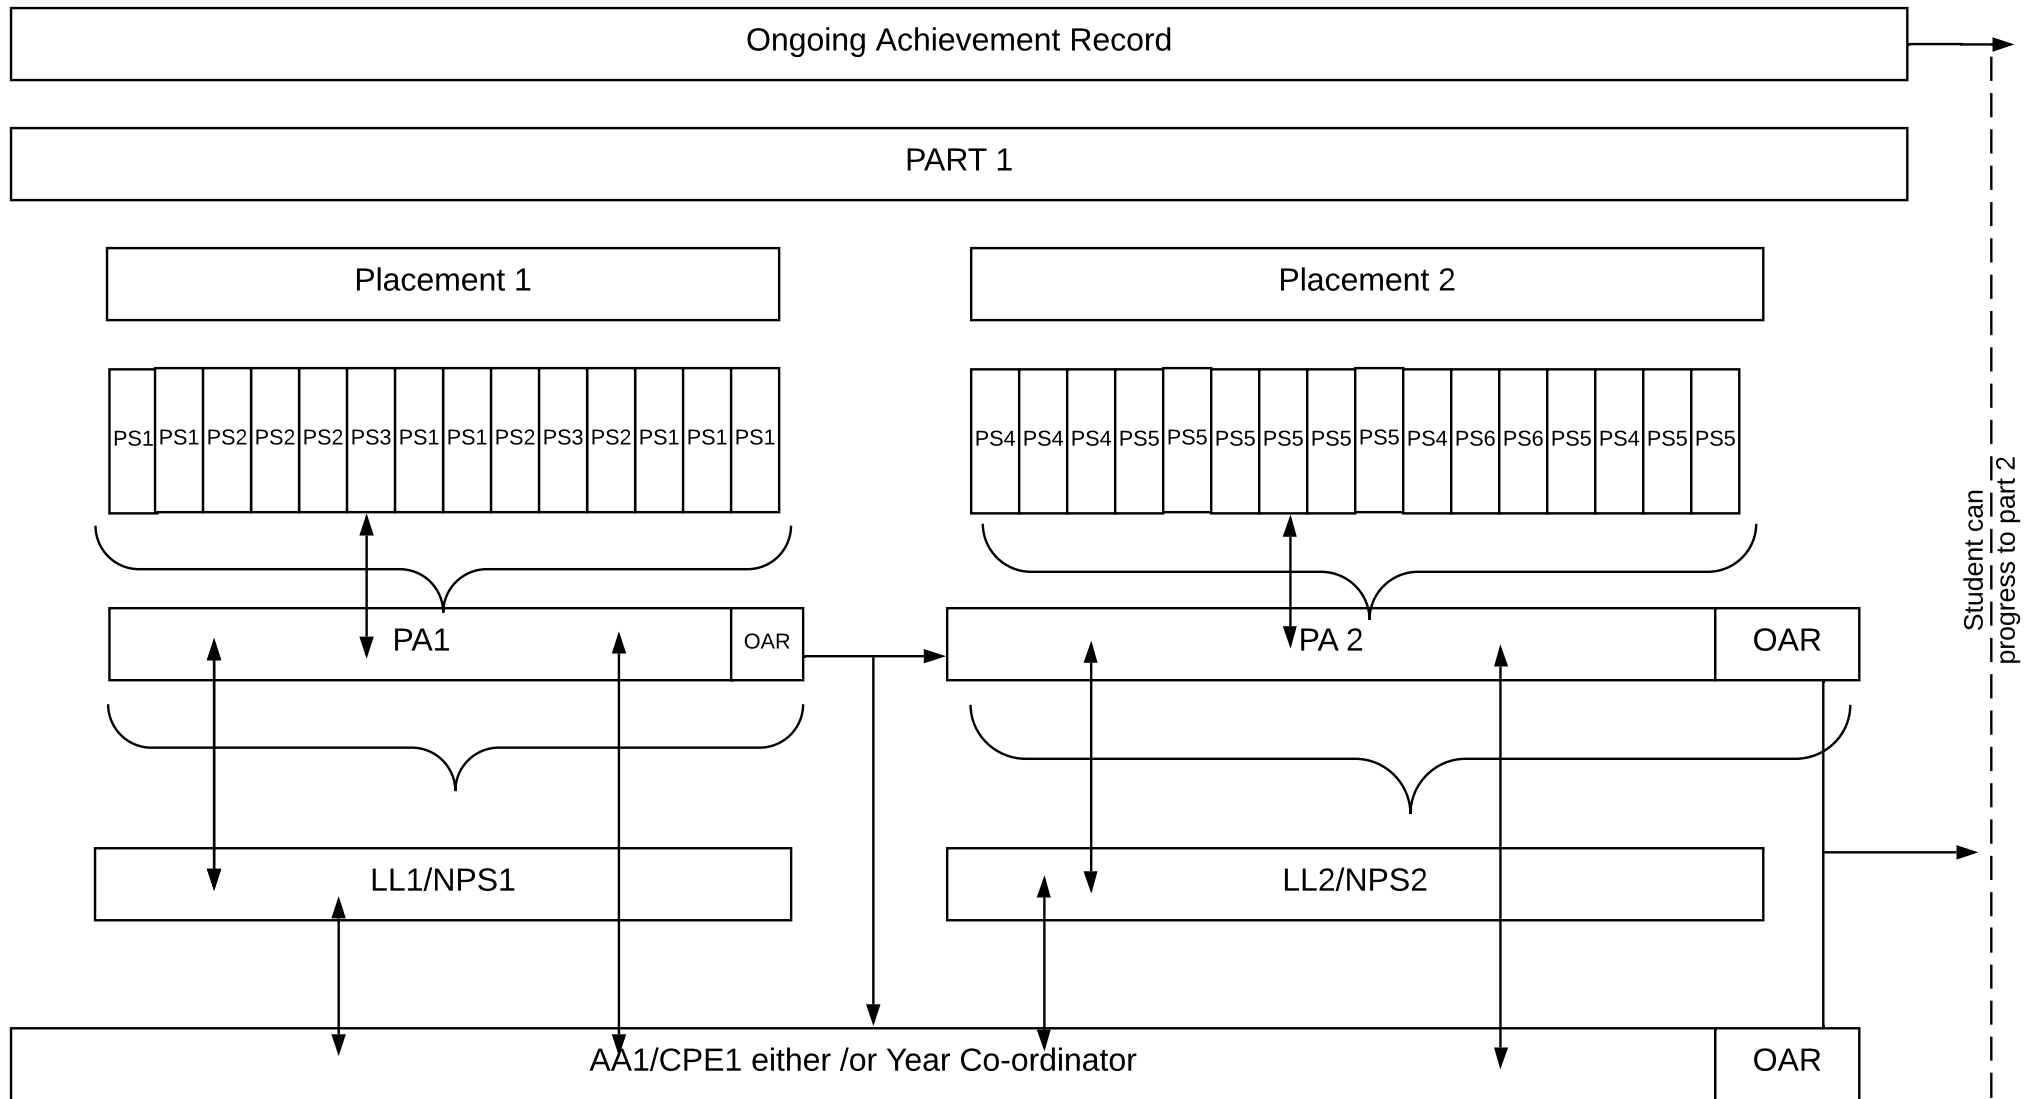 Ongoing Achievement Record
PART 1
Placement 1
Placement 2
PS1 PS1 PS2 PS2 PS2 PS3 PS1 PS1 PS2 PS3 PS2 PS1 PS1 PS1
PS4 PS4 PS4 PS5 PS5 PS5 PS5 PS5 PS5 PS4 PS6 PS6 PS5 PS4 PS5 PS5
Student can
progress to part 2
PA1
OAR
PA 2
OAR
LL1/NPS1
LL2/NPS2
AA1/CPE1 either /or Year Co-ordinator
OAR